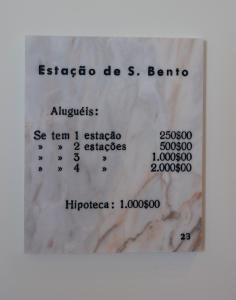 Estação de S. Bento
Aluguéis:
Se tem 1 estação 250$00
» » 2 estações 500$00
» » 3 » 1.000$00
» » 4 » 2.000$00
Hipoteca: 1.000$00
23